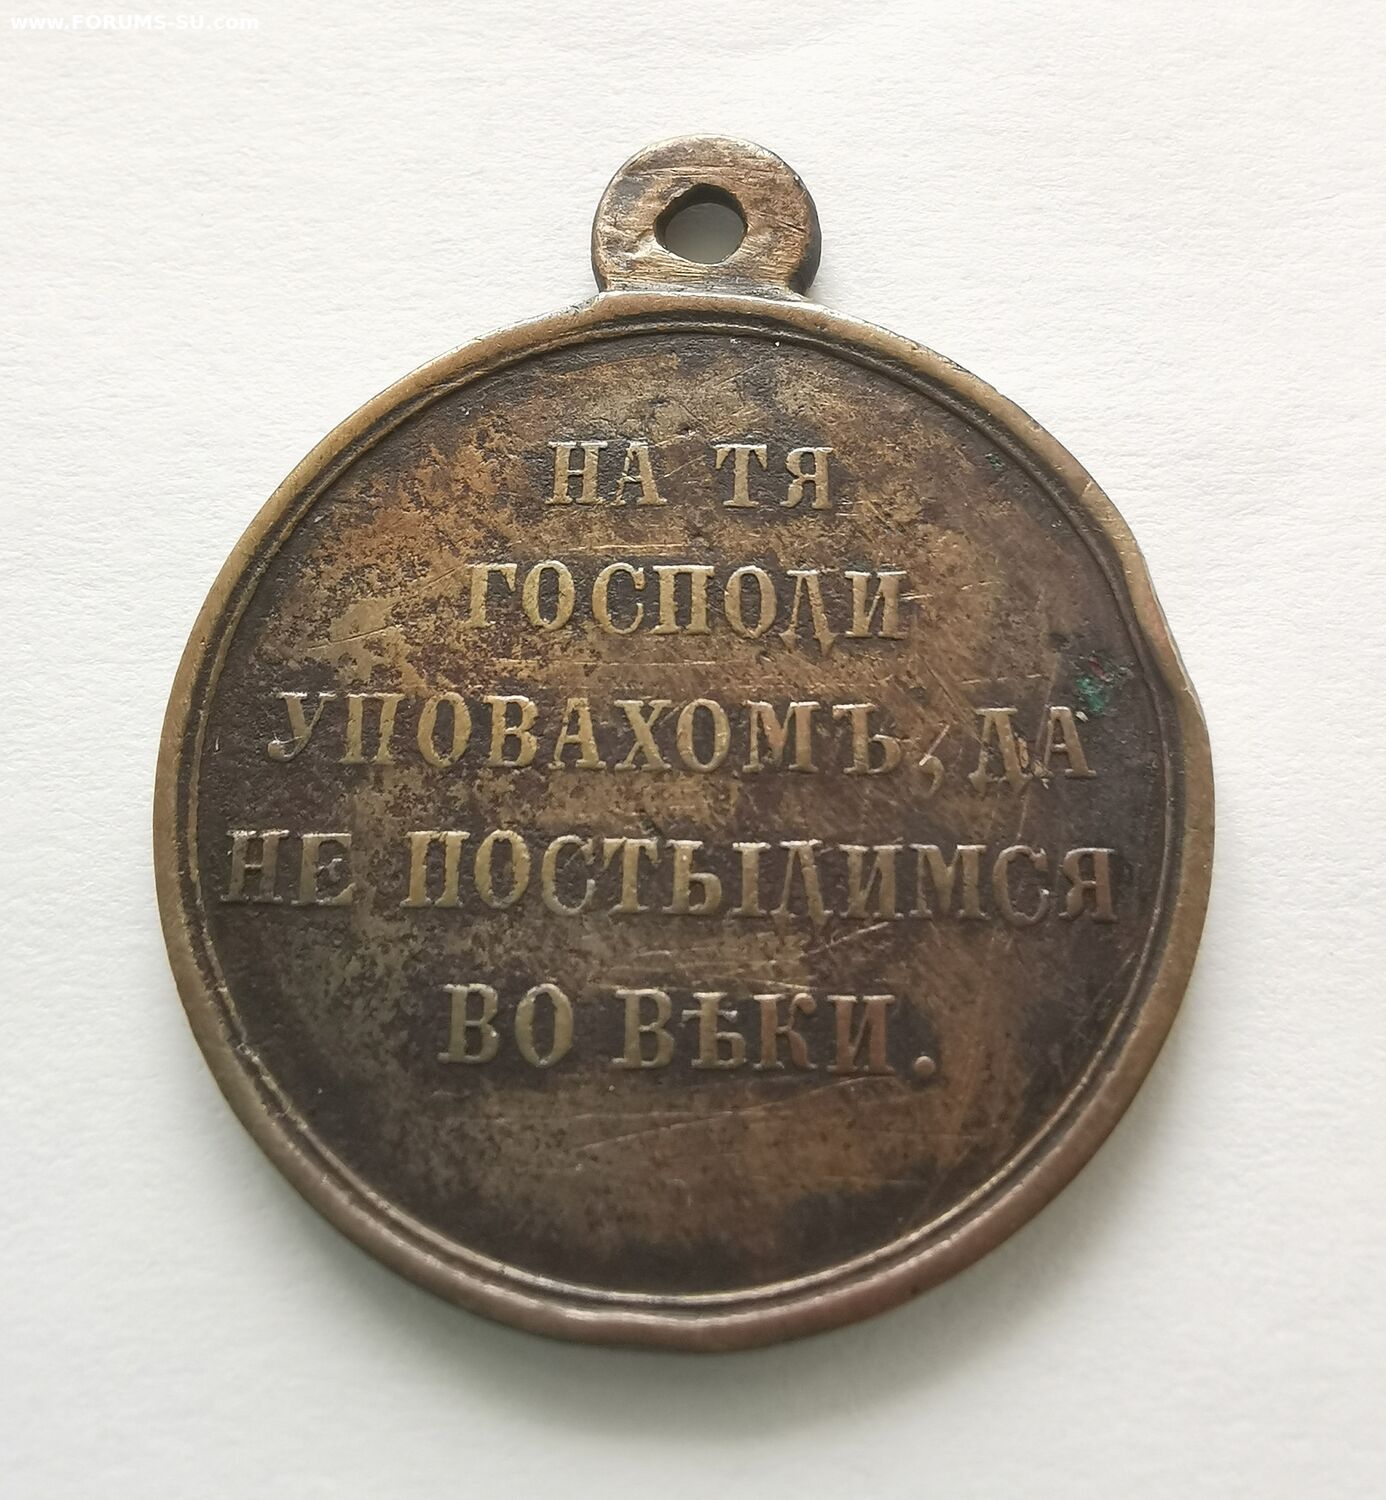 www.FORUMS-SU.com
НА ТЯ
ГОСПОДИ
УПОВАХОМЪ, ДА
НЕ ПОСТЫДИМСЯ
ВО ВѢКИ.